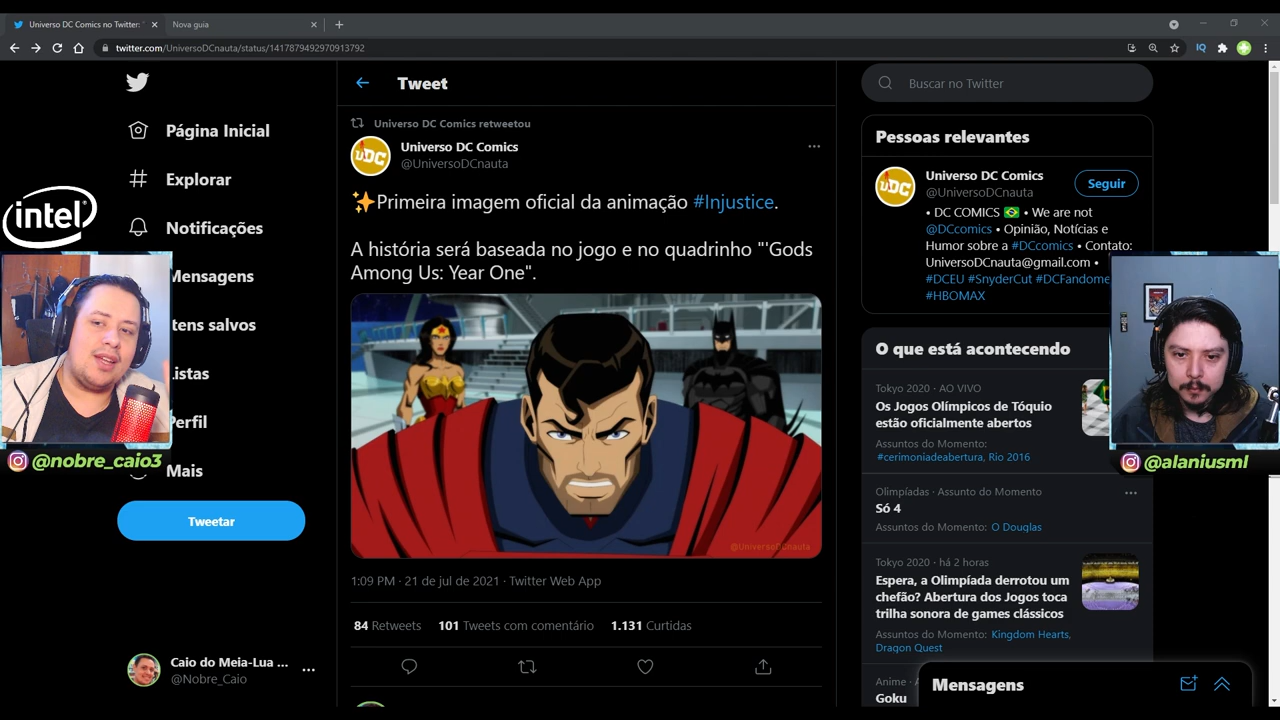 Universo DC Comics no Twitter:
Nova guia
twitter.com/UniversoDCnauta/status/1417879492970913792
IQ
Página Inicial
Explorar
Notificações
Mensagens
Itens salvos
Listas
Perfil
Mais
Tweetar
Caio do Meia-Lua ...
@Nobre_Caio
intel
@nobre_caio3
Tweet
Universo DC Comics retweetou
uDC
Universo DC Comics
@UniversoDCnauta
✨Primeira imagem oficial da animação #Injustice.
A história será baseada no jogo e no quadrinho "'Gods
Among Us: Year One".
@UniversoDCnauta
1:09 PM · 21 de jul de 2021 · Twitter Web App
84 Retweets 101 Tweets com comentário 1.131 Curtidas
Buscar no Twitter
Pessoas relevantes
uDC
Universo DC Comics
@UniversoDCnauta
Seguir
• DC COMICS 🇧🇷 • We are not
@DCcomics • Opinião, Notícias e
Humor sobre a #DCcomics • Contato:
UniversoDCnauta@gmail.com •
#DCEU #SnyderCut #DCFandome
#HBOMAX
O que está acontecendo
Tokyo 2020 · AO VIVO
Os Jogos Olímpicos de Tóquio
estão oficialmente abertos
Assuntos do Momento:
#cerimoniadeabertura, Rio 2016
@alaniusml
Olimpíadas · Assunto do Momento
Só 4
Assuntos do Momento: O Douglas
Tokyo 2020 · há 2 horas
Espera, a Olimpíada derrotou um
chefão? Abertura dos Jogos toca
trilha sonora de games clássicos
Assuntos do Momento: Kingdom Hearts,
Dragon Quest
Anime · A
Goku
Mensagens